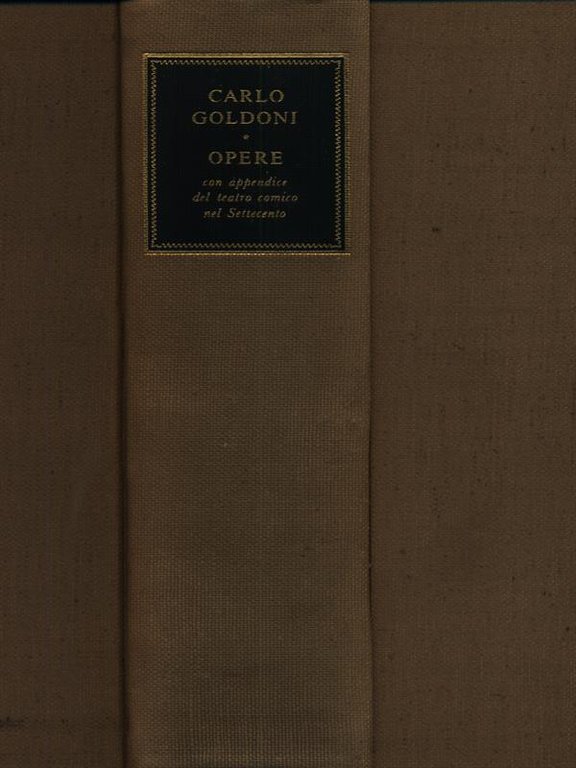 CARLO
GOLDONI
OPERE
con appendice
del teatro comico
nel Settecento